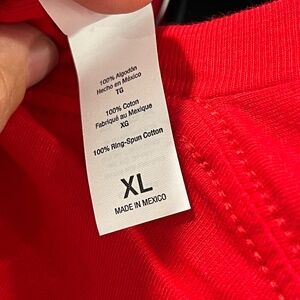 100% Algodón
Hecho en México
TG
100% Coton
Fabriqué au Mexique
XG
100% Ring-Spun Cotton
XL
MADE IN MEXICO